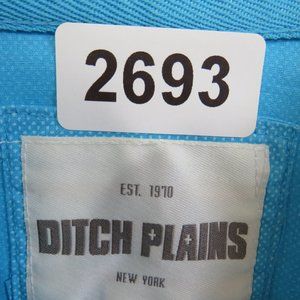 2693
EST. 1970
DITCH PLAINS
NEW YORK